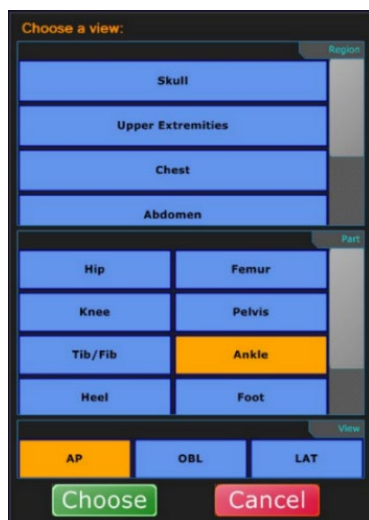 Choose a view:
Region
Skull
Upper Extremities
Chest
Abdomen
Part
Hip Femur
Knee Pelvis
Tib/Fib Ankle
Heel Foot
View
AP OBL LAT
Choose Cancel